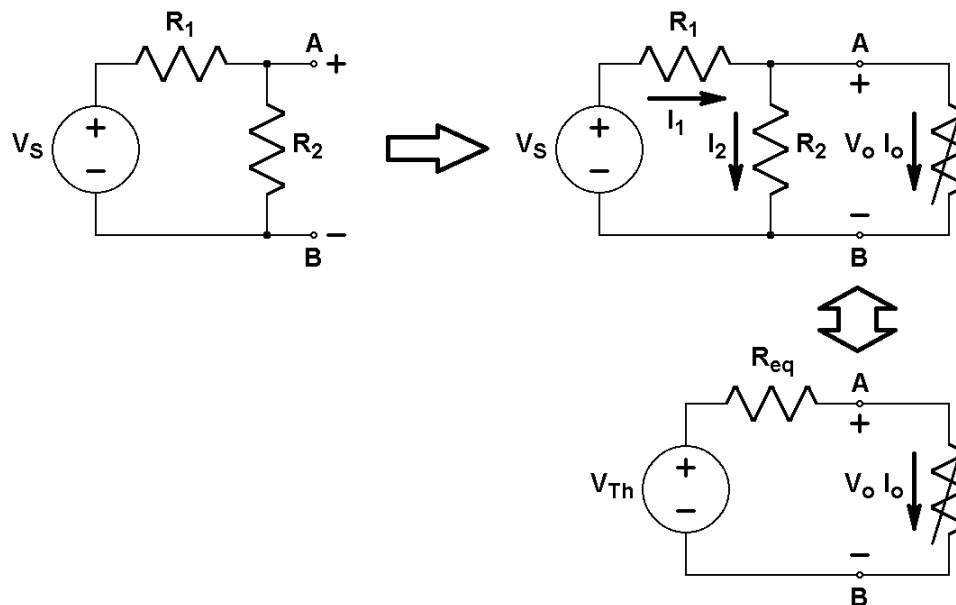 R1 A +
+
VS R2
−
B −
R1 A
+
+ I1
VS I2 R2 Vo Io
−
−
B
Req A
+
+
VTh Vo Io
−
−
B